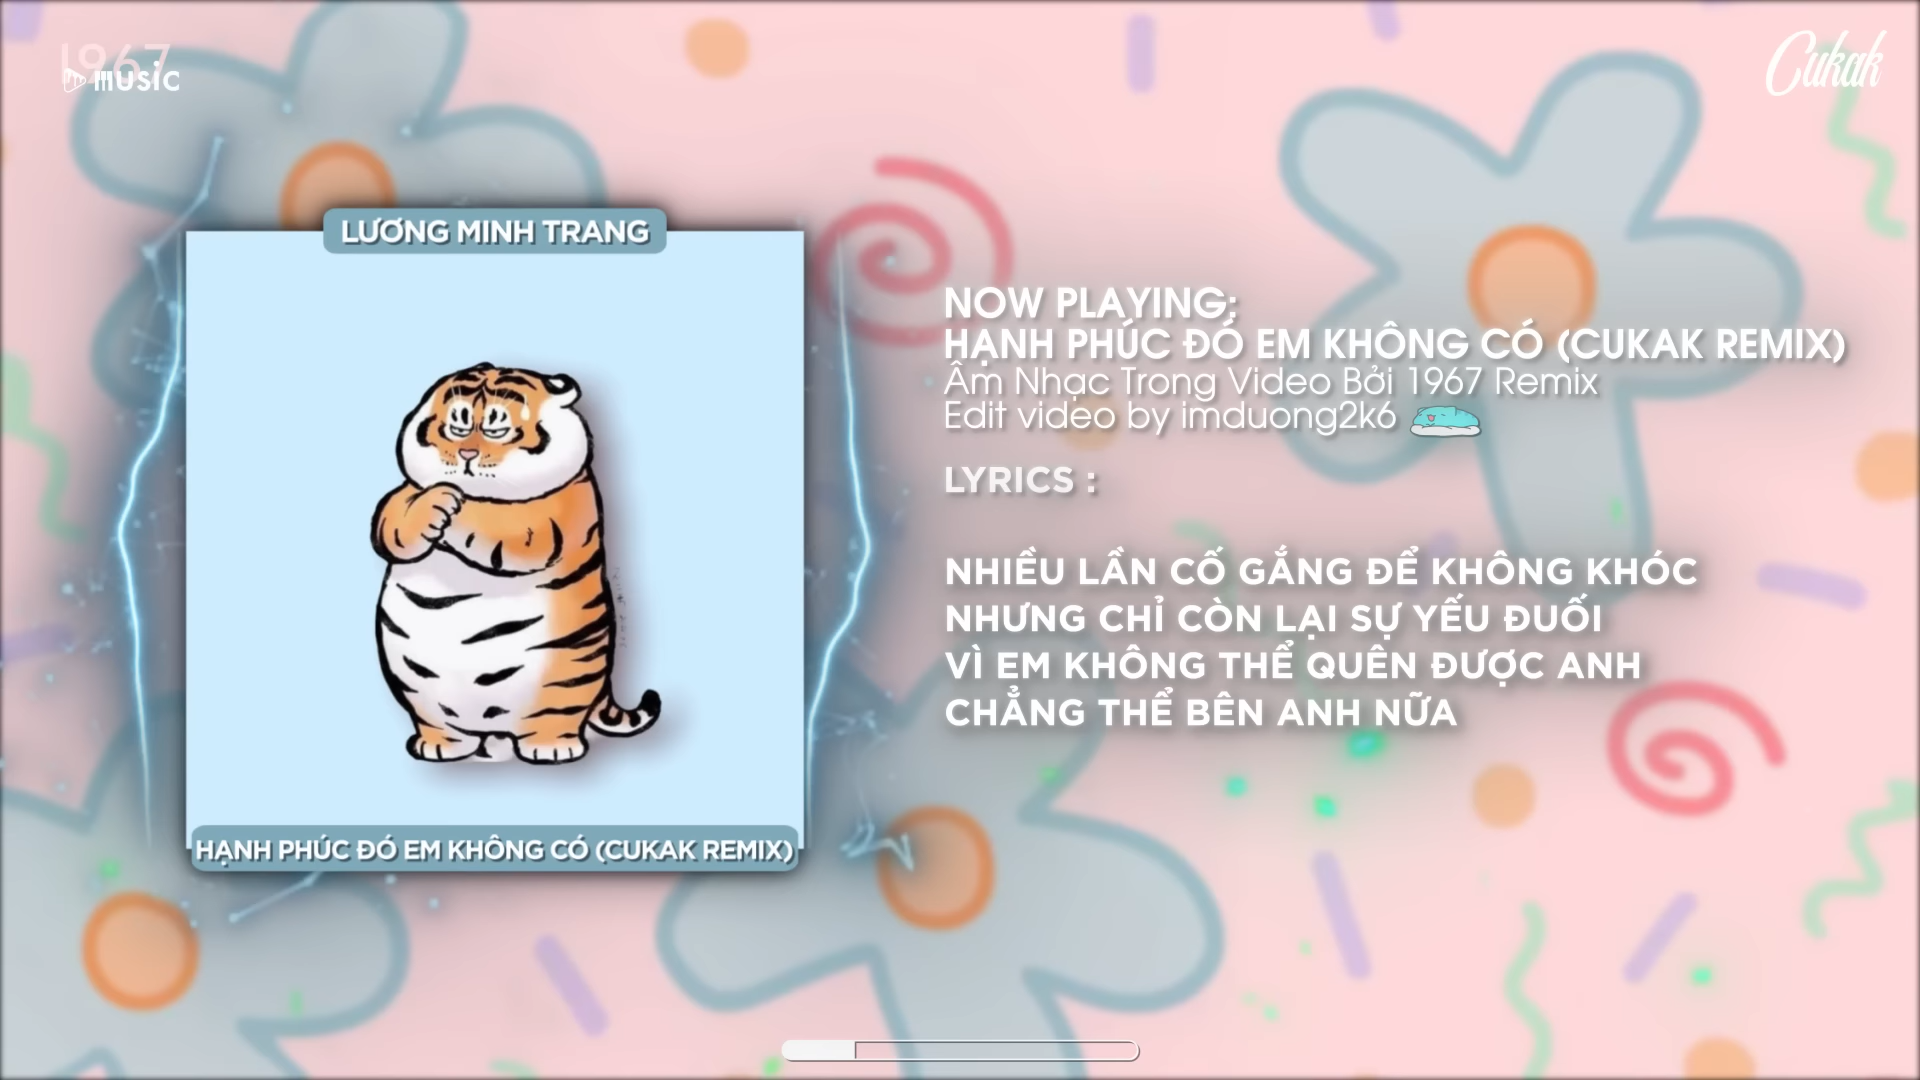 1967
music
Cukak
LƯƠNG MINH TRANG
HẠNH PHÚC ĐÓ EM KHÔNG CÓ (CUKAK REMIX)
NOW PLAYING:
HẠNH PHÚC ĐÓ EM KHÔNG CÓ (CUKAK REMIX)
Âm Nhạc Trong Video Bởi 1967 Remix
Edit video by imduong2k6
LYRICS :
NHIỀU LẦN CỐ GẮNG ĐỂ KHÔNG KHÓC
NHƯNG CHỈ CÒN LẠI SỰ YẾU ĐUỐI
VÌ EM KHÔNG THỂ QUÊN ĐƯỢC ANH
CHẲNG THỂ BÊN ANH NỮA